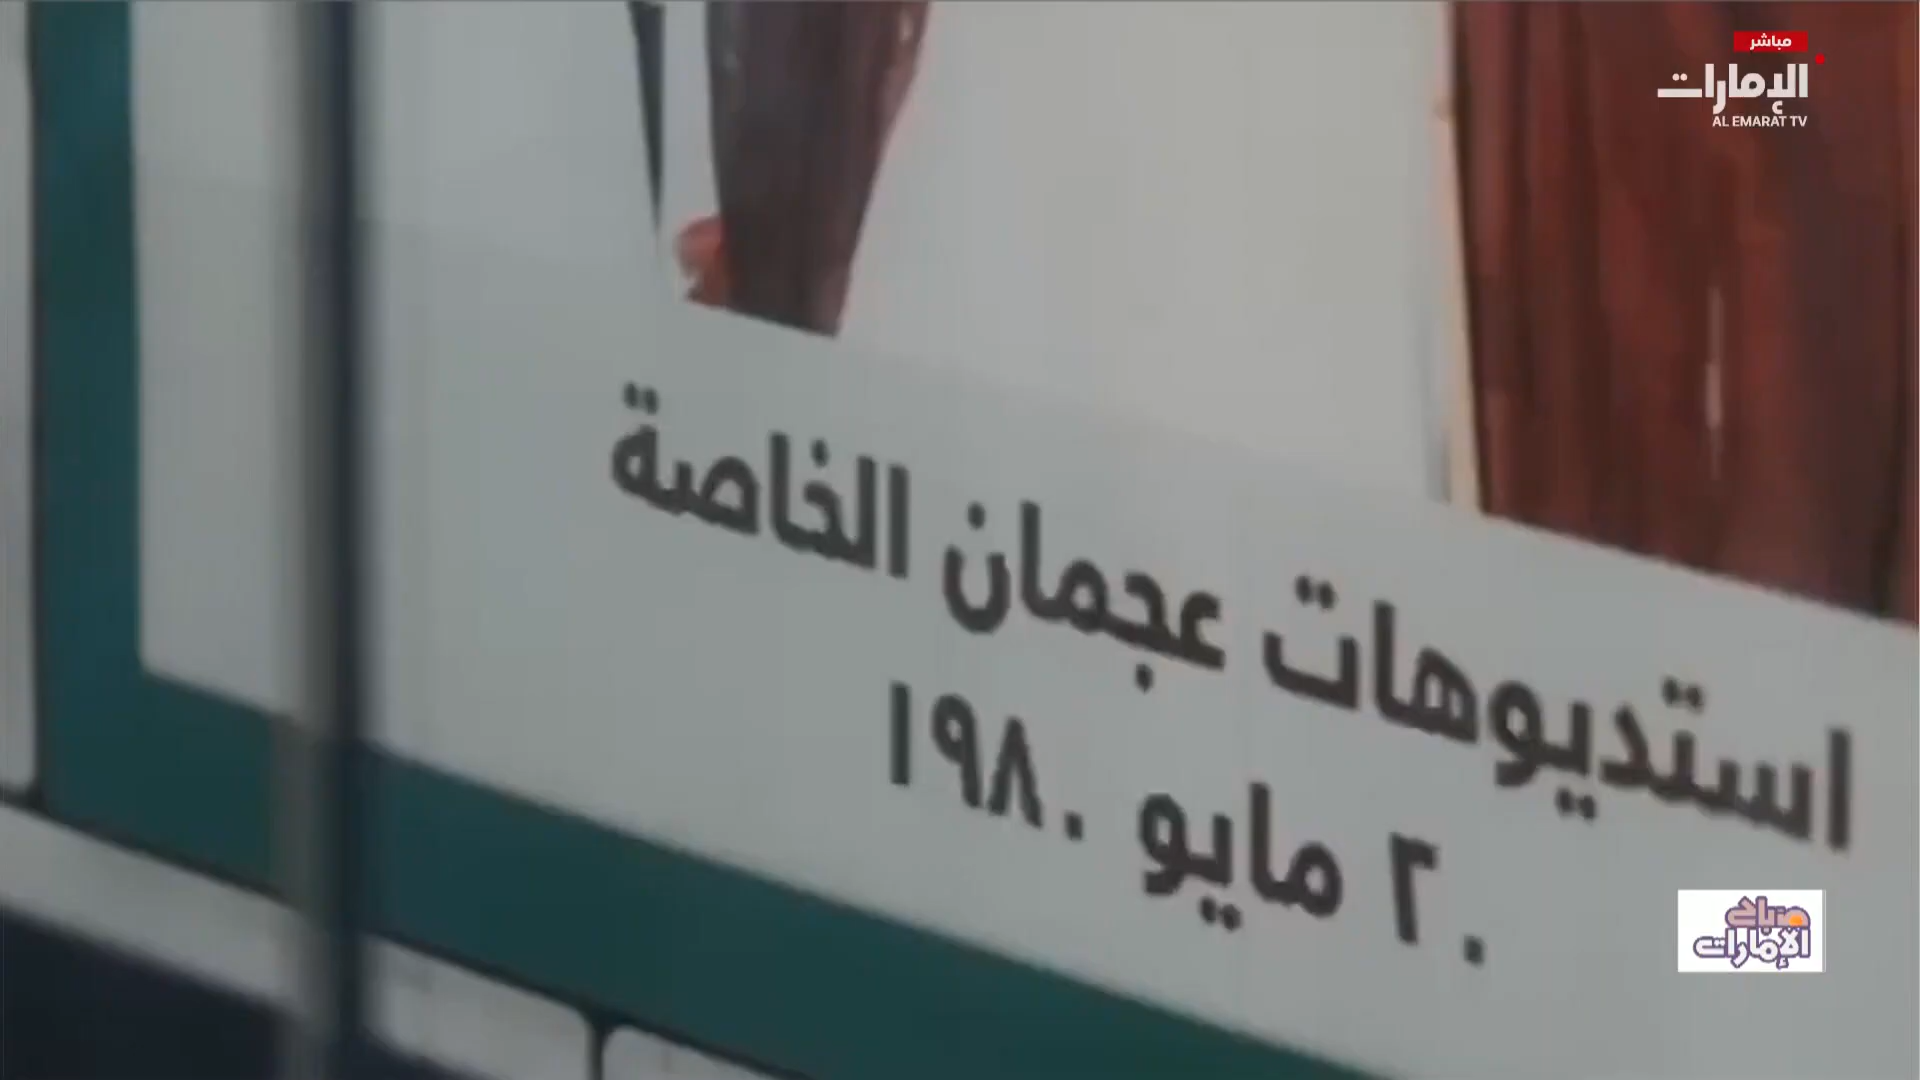 مباشر
الإمارات
AL EMARAT TV
استديوهات عجمان الخاصة
٢٠ مايو ١٩٨٠
صباح
الإمارات